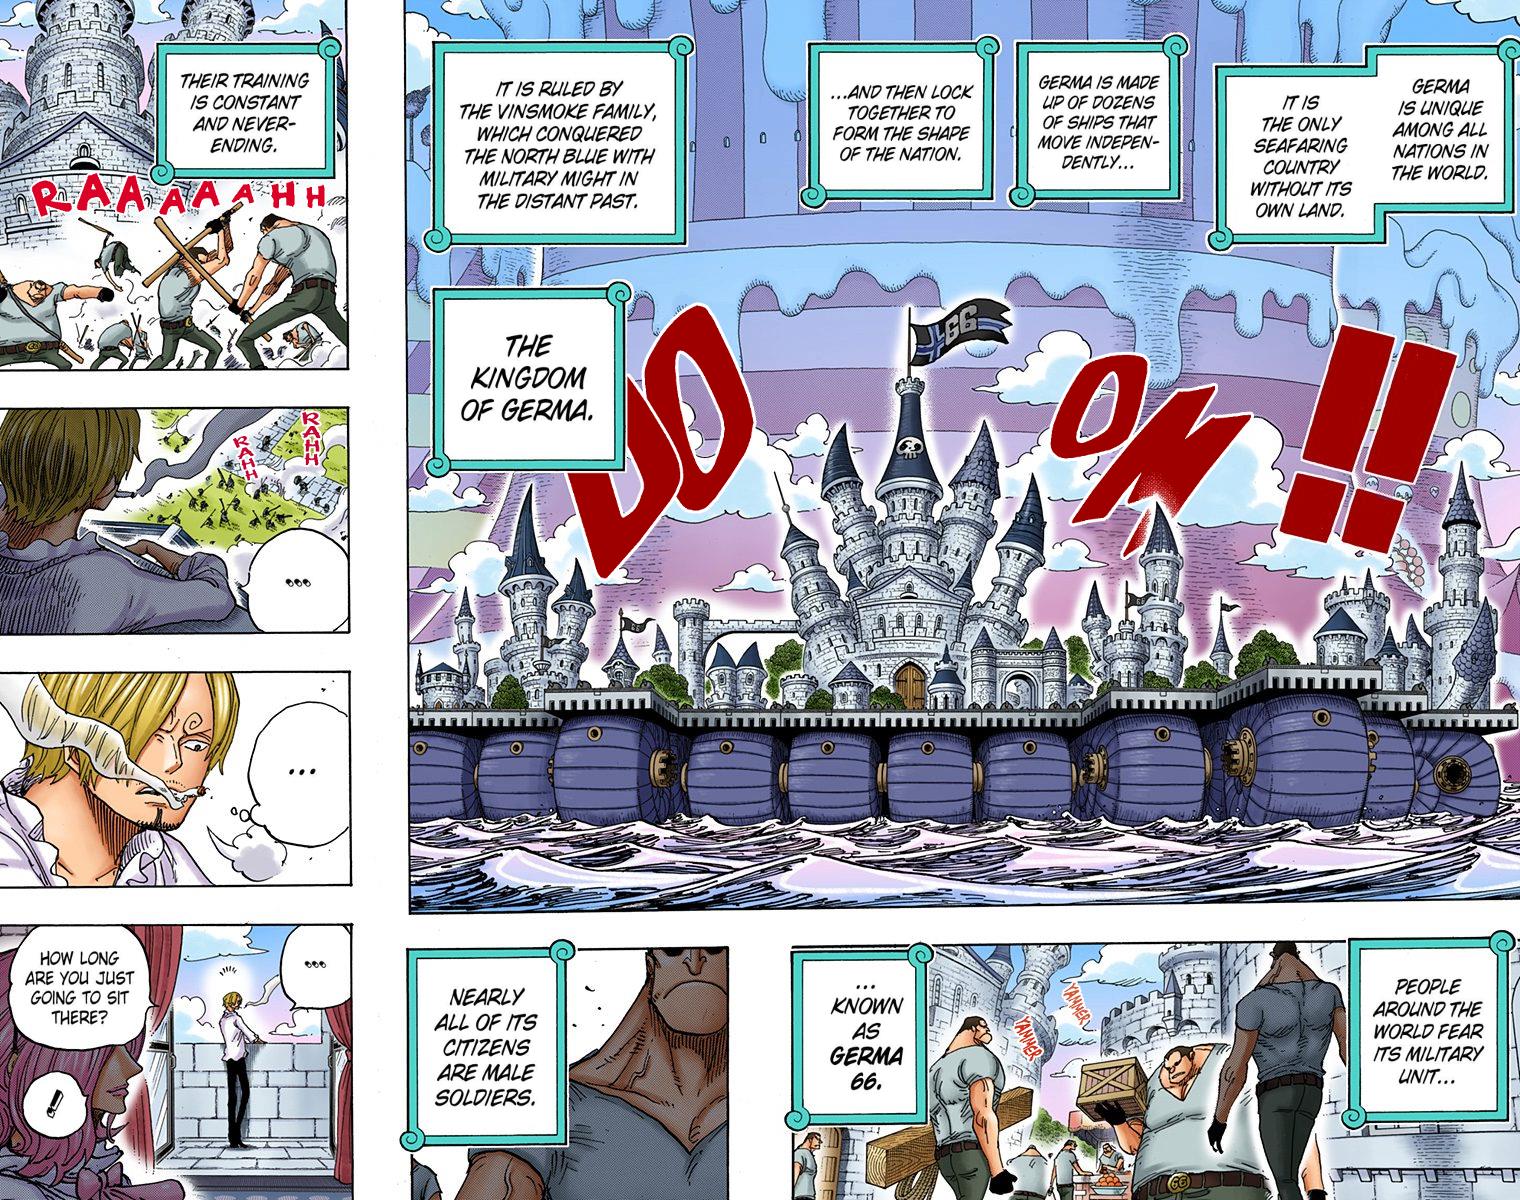 GERMA
IS UNIQUE
AMONG ALL
NATIONS IN
THE WORLD.
IT IS
THE ONLY
SEAFARING
COUNTRY
WITHOUT ITS
OWN LAND.
GERMA IS MADE
UP OF DOZENS
OF SHIPS THAT
MOVE INDEPEN-
DENTLY...
...AND THEN LOCK
TOGETHER TO
FORM THE SHAPE
OF THE NATION.
IT IS RULED BY
THE VINSMOKE FAMILY,
WHICH CONQUERED
THE NORTH BLUE WITH
MILITARY MIGHT IN
THE DISTANT PAST.
THE
KINGDOM
OF GERMA.
66
DOOM!!
PEOPLE
AROUND THE
WORLD FEAR
ITS MILITARY
UNIT...
YAMMER
YAMMER
...
KNOWN
AS
GERMA
66.
66
NEARLY
ALL OF ITS
CITIZENS
ARE MALE
SOLDIERS.
THEIR TRAINING
IS CONSTANT
AND NEVER-
ENDING.
RAAAAAAHH
RAHH
RAHH
...
...
...
HOW LONG
ARE YOU JUST
GOING TO SIT
THERE?
!